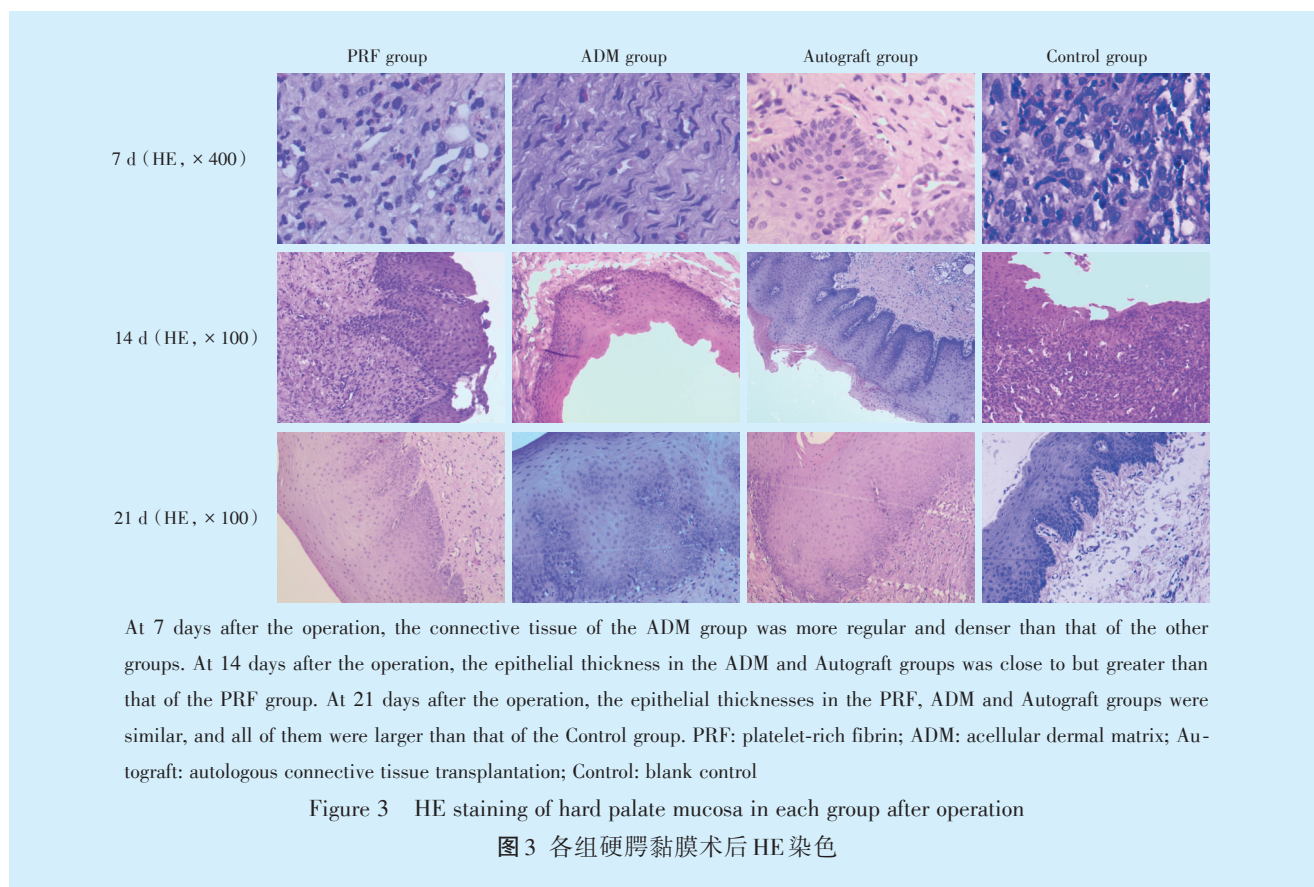 PRF group ADM group Autograft group Control group
7 d (HE, × 400)
14 d (HE, × 100)
21 d (HE, × 100)
At 7 days after the operation, the connective tissue of the ADM group was more regular and denser than that of the other
groups. At 14 days after the operation, the epithelial thickness in the ADM and Autograft groups was close to but greater than
that of the PRF group. At 21 days after the operation, the epithelial thicknesses in the PRF, ADM and Autograft groups were
similar, and all of them were larger than that of the Control group. PRF: platelet-rich fibrin; ADM: acellular dermal matrix; Au-
tograft: autologous connective tissue transplantation; Control: blank control
Figure 3 HE staining of hard palate mucosa in each group after operation
图3 各组硬腭黏膜术后HE染色